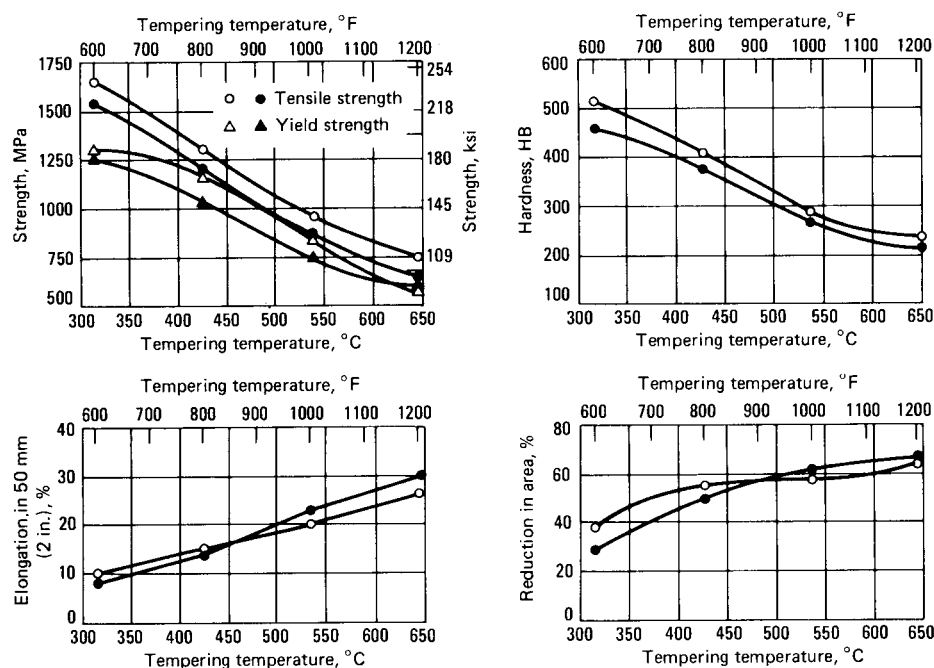 Tempering temperature, °F
600 700 800 900 1000 1100 1200
Strength, MPa
1750
1500
1250
1000
750
500
Tensile strength
Yield strength
254
218
180
145
109
Strength, ksi
300 350 400 450 500 550 600 650
Tempering temperature, °C
Tempering temperature, °F
600 700 800 900 1000 1100 1200
Hardness, HB
600
500
400
300
200
100
300 350 400 450 500 550 600 650
Tempering temperature, °C
Tempering temperature, °F
600 700 800 900 1000 1100 1200
Elongation, in 50 mm
(2 in.), %
40
30
20
10
0
300 350 400 450 500 550 600 650
Tempering temperature, °C
Tempering temperature, °F
600 700 800 900 1000 1100 1200
Reduction in area, %
80
60
40
20
0
300 350 400 450 500 550 600 650
Tempering temperature, °C